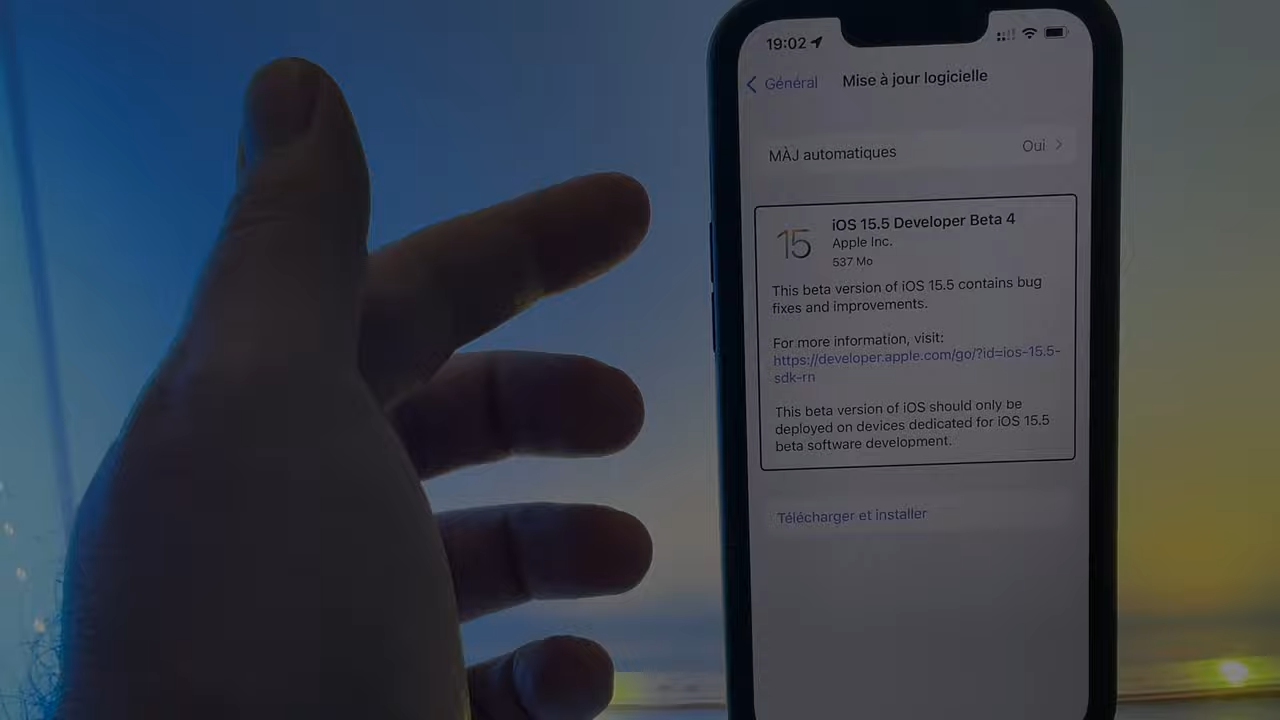 19:02
Général
Mise à jour logicielle
MÀJ automatiques
Oui
15
iOS 15.5 Developer Beta 4
Apple Inc.
537 Mo
This beta version of iOS 15.5 contains bug
fixes and improvements.
For more information, visit:
https://developer.apple.com/go/?id=ios-15.5-
sdk-rn
This beta version of iOS should only be
deployed on devices dedicated for iOS 15.5
beta software development.
Télécharger et installer